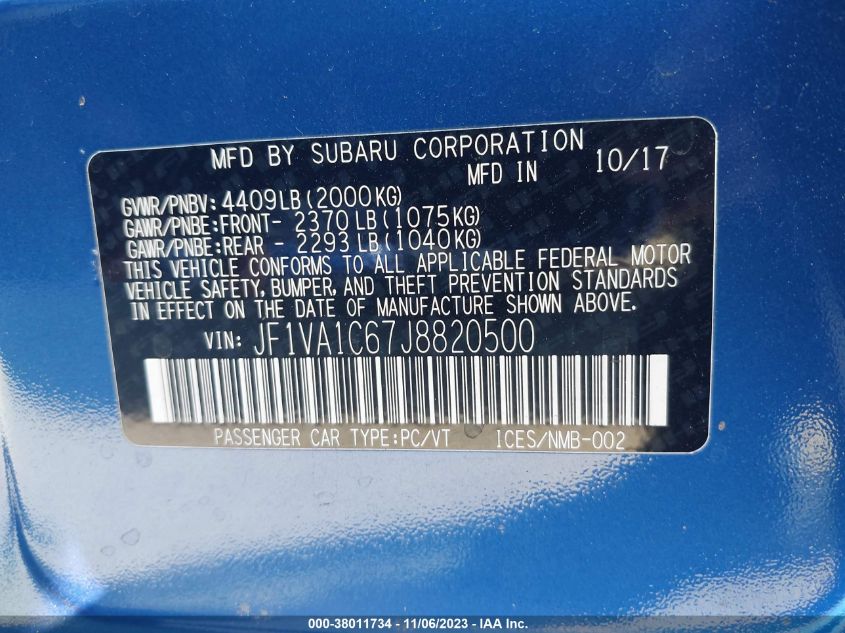 MFD BY SUBARU CORPORATION
MFD IN 10/17
GVWR/PNBV: 4409LB(2000KG)
GAWR/PNBE:FRONT- 2370LB(1075KG)
GAWR/PNBE:REAR - 2293LB(1040KG)
THIS VEHICLE CONFORMS TO ALL APPLICABLE FEDERAL MOTOR
VEHICLE SAFETY, BUMPER, AND THEFT PREVENTION STANDARDS
IN EFFECT ON THE DATE OF MANUFACTURE SHOWN ABOVE.
VIN: JF1VA1C67J8820500
PASSENGER CAR TYPE:PC/VT ICES/NMB-002
000-38011734 - 11/06/2023 - IAA Inc.